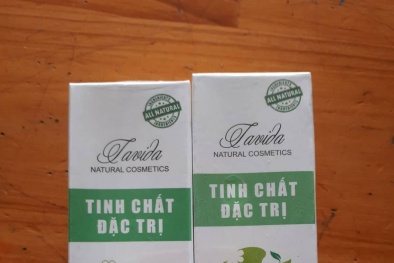 ALL NATURAL
Tavida
NATURAL COSMETICS
TINH CHẤT
ĐẶC TRỊ
ALL NATURAL
Tavida
NATURAL COSMETICS
TINH CHẤT
ĐẶC TRỊ